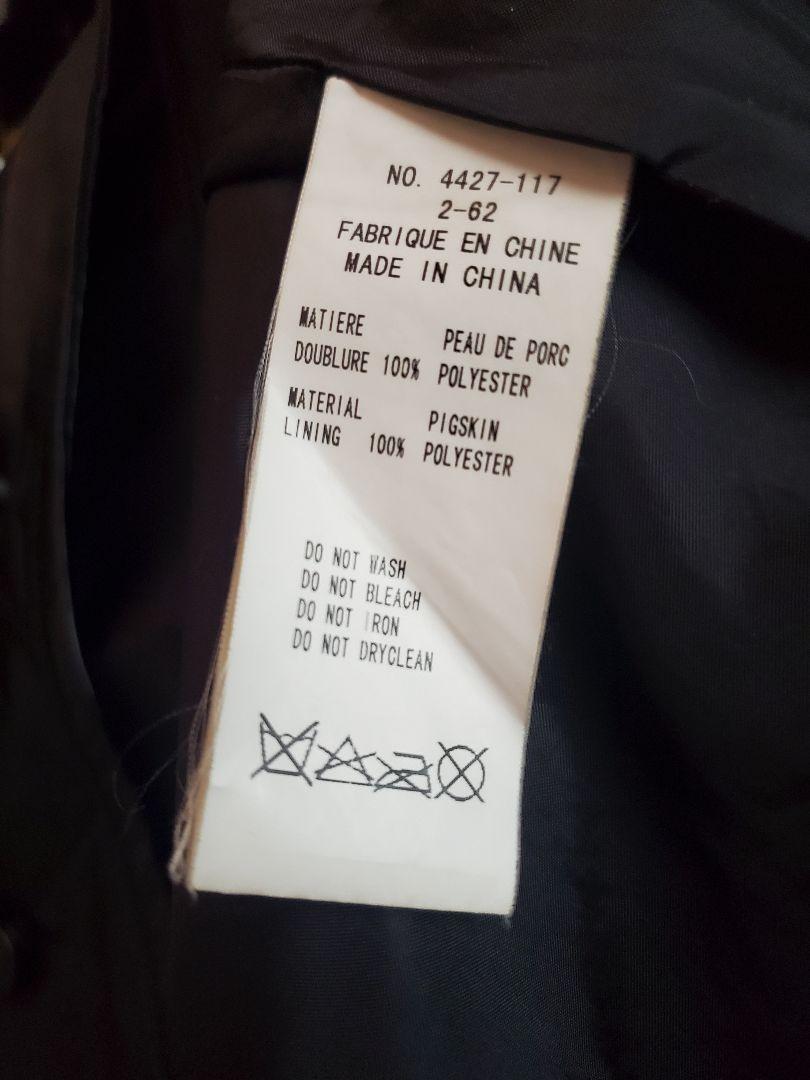 NO. 4427-117
2-62
FABRIQUE EN CHINE
MADE IN CHINA
MATIERE PEAU DE PORC
DOUBLURE 100% POLYESTER
MATERIAL PIGSKIN
LINING 100% POLYESTER
DO NOT WASH
DO NOT BLEACH
DO NOT IRON
DO NOT DRYCLEAN